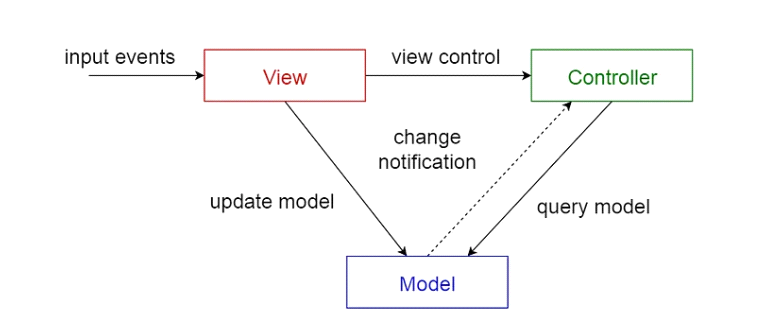 input events
View
view control
Controller
change
notification
update model
query model
Model